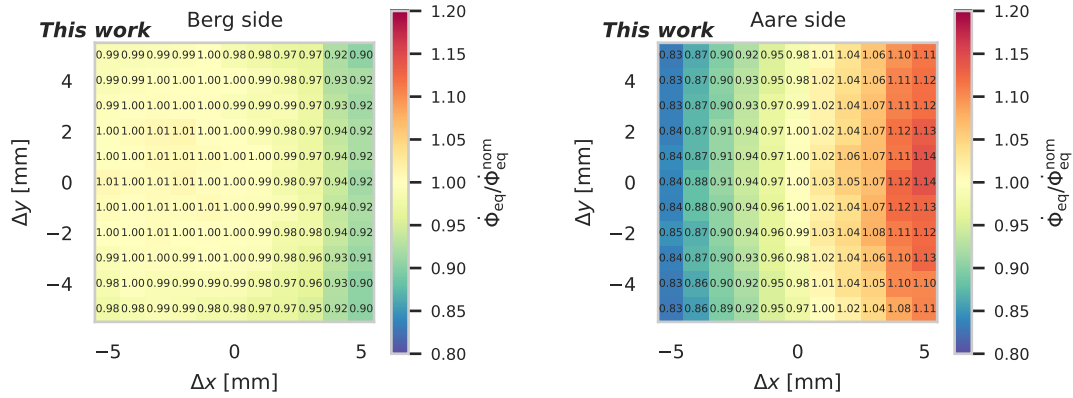 This work
Berg side
0.99 0.99 0.99 0.99 1.00 0.98 0.98 0.97 0.97 0.92 0.90
0.99 0.99 1.00 1.00 1.00 1.00 0.99 0.98 0.97 0.93 0.92
0.99 1.00 1.00 1.00 1.00 0.99 0.99 0.98 0.97 0.93 0.92
1.00 1.00 1.01 1.01 1.00 1.00 0.99 0.98 0.97 0.94 0.92
1.00 1.01 1.01 1.00 1.00 1.00 0.99 0.99 0.97 0.94 0.92
1.01 1.01 1.00 1.01 1.00 1.00 0.99 0.98 0.97 0.94 0.92
1.00 1.01 1.00 1.00 1.00 1.00 0.99 0.98 0.97 0.94 0.92
1.00 1.01 1.00 1.00 1.00 1.00 0.99 0.98 0.97 0.94 0.92
0.99 1.00 1.00 0.99 1.00 1.00 0.99 0.98 0.97 0.93 0.91
0.98 1.00 0.99 0.99 0.99 0.99 0.98 0.98 0.96 0.92 0.90
0.98 0.98 0.99 0.99 0.98 0.98 0.97 0.97 0.95 0.92 0.90
4
2
0
−2
−4
Δy [mm]
−5 0 5
Δx [mm]
1.20
1.15
1.10
1.05
1.00
0.95
0.90
0.85
0.80
Φ̇eq/Φ̇eq^nom
This work
Aare side
0.83 0.87 0.90 0.92 0.95 0.98 1.01 1.04 1.06 1.10 1.11
0.83 0.87 0.90 0.92 0.95 0.98 1.02 1.04 1.06 1.11 1.12
0.83 0.87 0.90 0.93 0.95 0.99 1.02 1.04 1.07 1.11 1.12
0.84 0.87 0.91 0.94 0.97 1.00 1.02 1.04 1.07 1.12 1.13
0.84 0.88 0.91 0.94 0.97 1.00 1.02 1.06 1.07 1.11 1.14
0.84 0.88 0.91 0.94 0.97 1.00 1.03 1.05 1.07 1.12 1.14
0.84 0.88 0.90 0.94 0.96 1.00 1.02 1.06 1.08 1.12 1.13
0.85 0.87 0.90 0.93 0.96 1.00 1.02 1.04 1.08 1.11 1.12
0.84 0.87 0.90 0.93 0.96 0.99 1.02 1.04 1.07 1.10 1.13
0.83 0.86 0.90 0.92 0.95 0.98 1.01 1.04 1.06 1.10 1.10
0.83 0.86 0.89 0.92 0.95 0.97 1.00 1.02 1.04 1.08 1.11
4
2
0
−2
−4
Δy [mm]
−5 0 5
Δx [mm]
1.20
1.15
1.10
1.05
1.00
0.95
0.90
0.85
0.80
Φ̇eq/Φ̇eq^nom